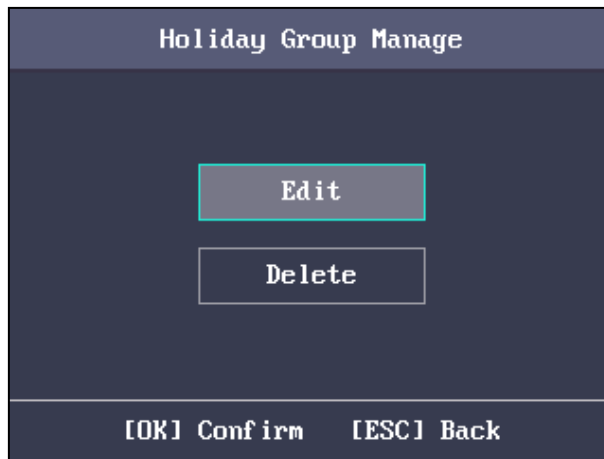 Holiday Group Manage
Edit
Delete
[OK] Confirm [ESC] Back